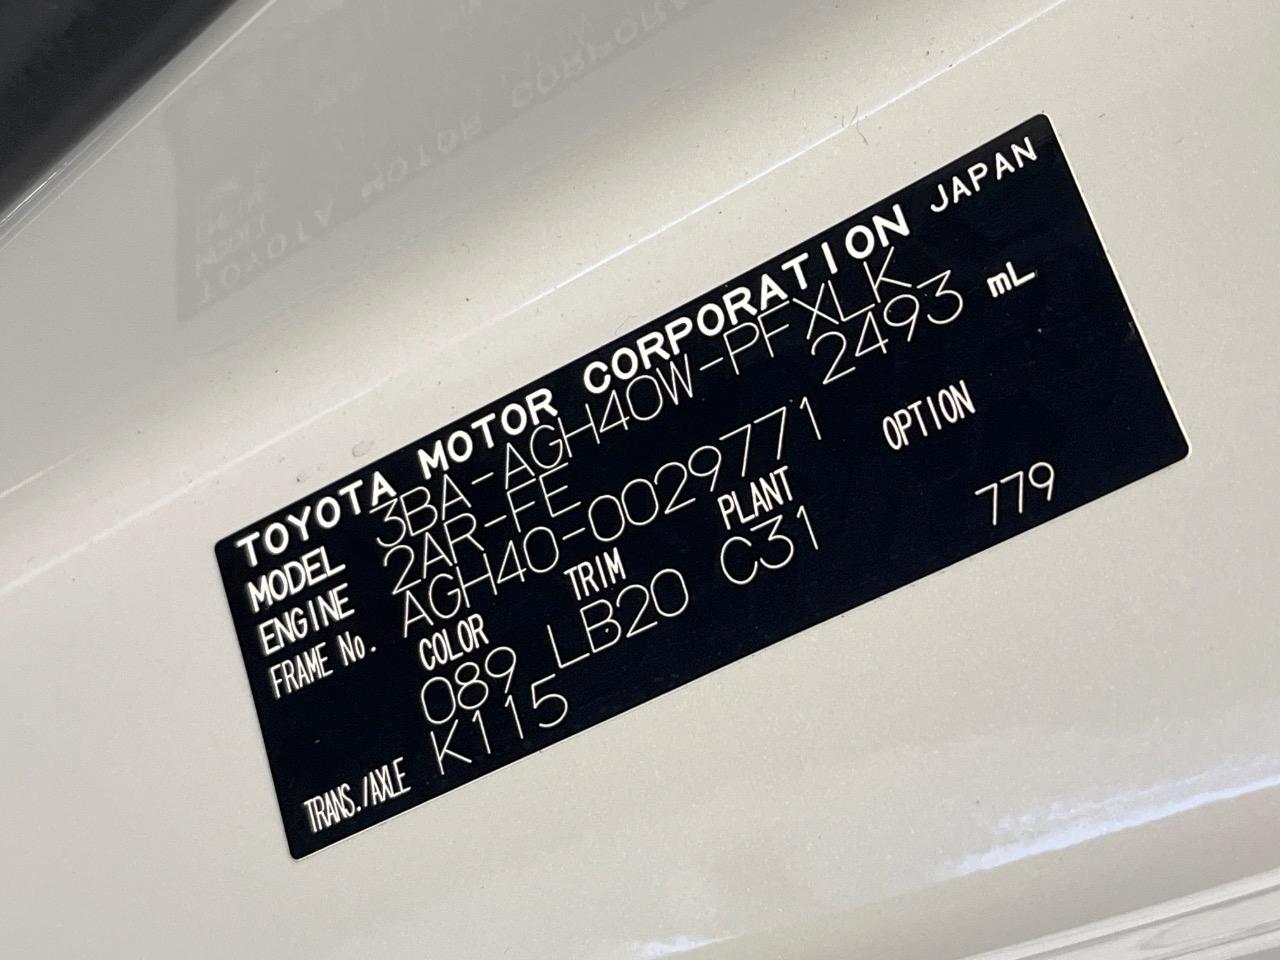 TOYOTA MOTOR CORPORATION JAPAN
MODEL 3BA-AGH40W-PFXLK
ENGINE 2AR-FE 2493 mL
FRAME No. AGH40-0029771
COLOR TRIM PLANT OPTION
089 LB20 C31 779
TRANS./AXLE K115